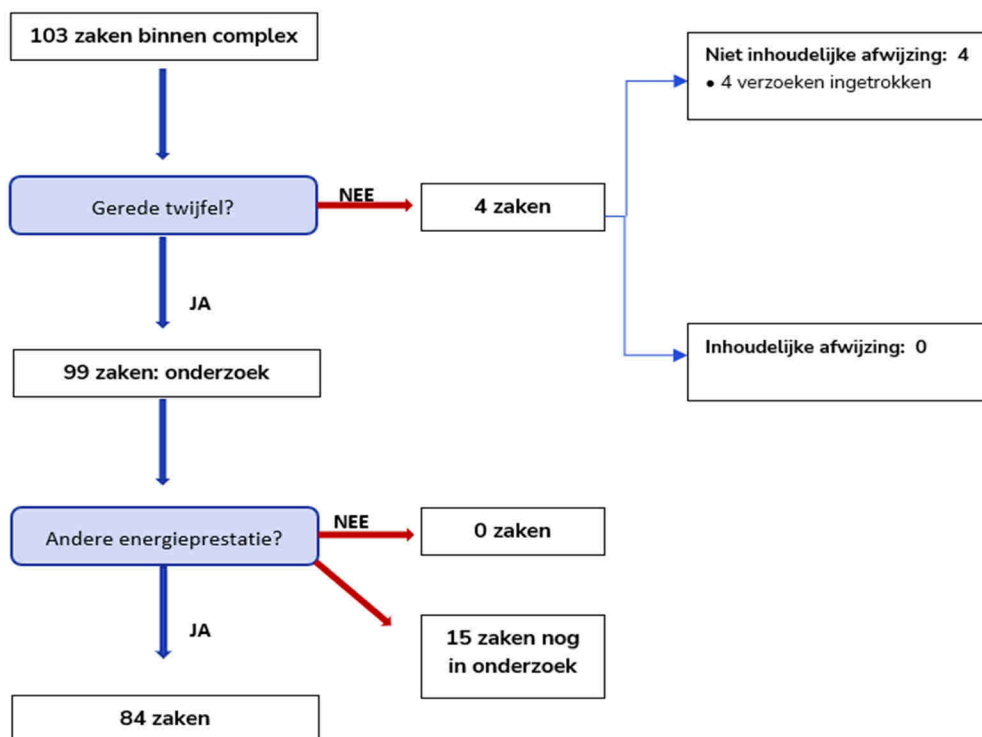 103 zaken binnen complex
Niet inhoudelijke afwijzing: 4
• 4 verzoeken ingetrokken
Gerede twijfel?
NEE
4 zaken
JA
Inhoudelijke afwijzing: 0
99 zaken: onderzoek
Andere energieprestatie?
NEE
0 zaken
JA
15 zaken nog
in onderzoek
84 zaken